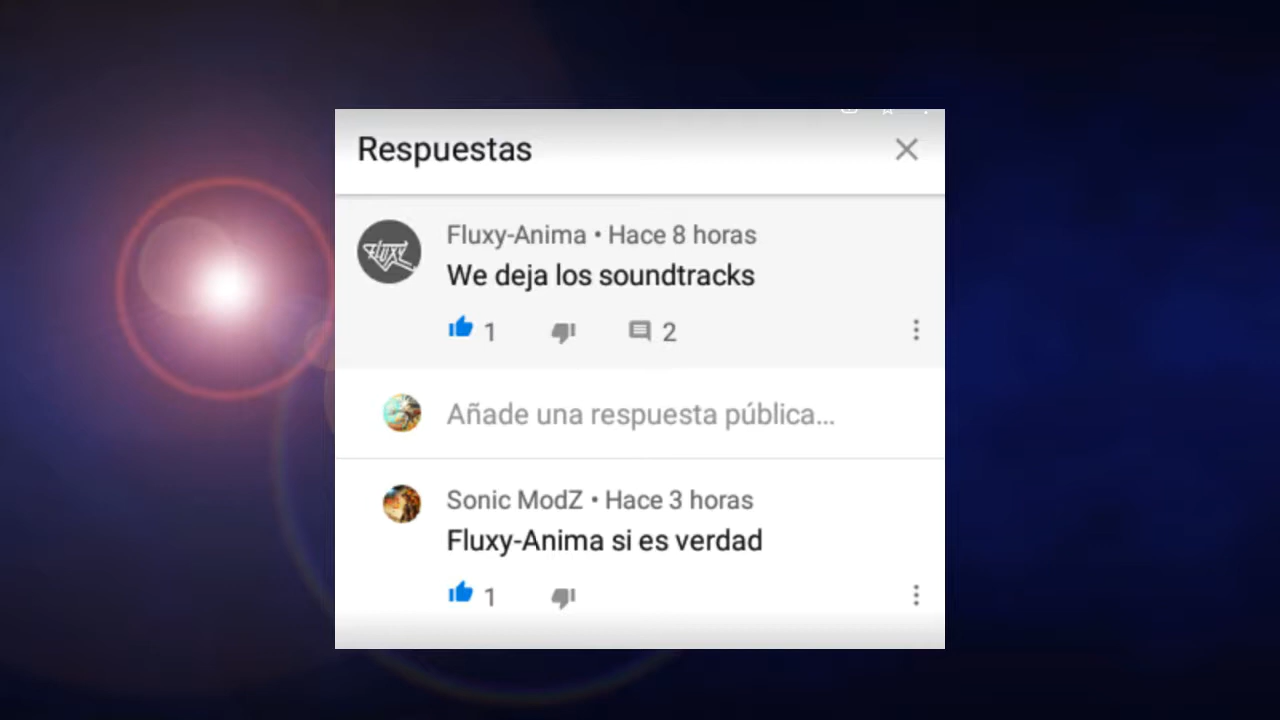 Respuestas
FLUXY
Fluxy-Anima • Hace 8 horas
We deja los soundtracks
1 2
Añade una respuesta pública...
Sonic ModZ • Hace 3 horas
Fluxy-Anima si es verdad
1